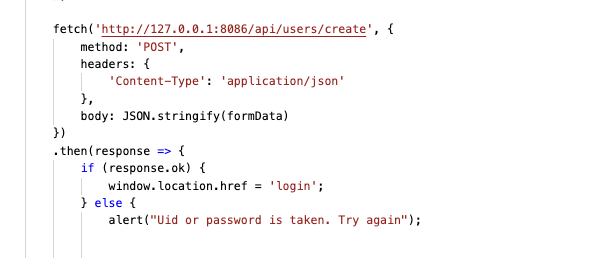 fetch('http://127.0.0.1:8086/api/users/create', {
method: 'POST',
headers: {
'Content-Type': 'application/json'
},
body: JSON.stringify(formData)
})
.then(response => {
if (response.ok) {
window.location.href = 'login';
} else {
alert("Uid or password is taken. Try again");